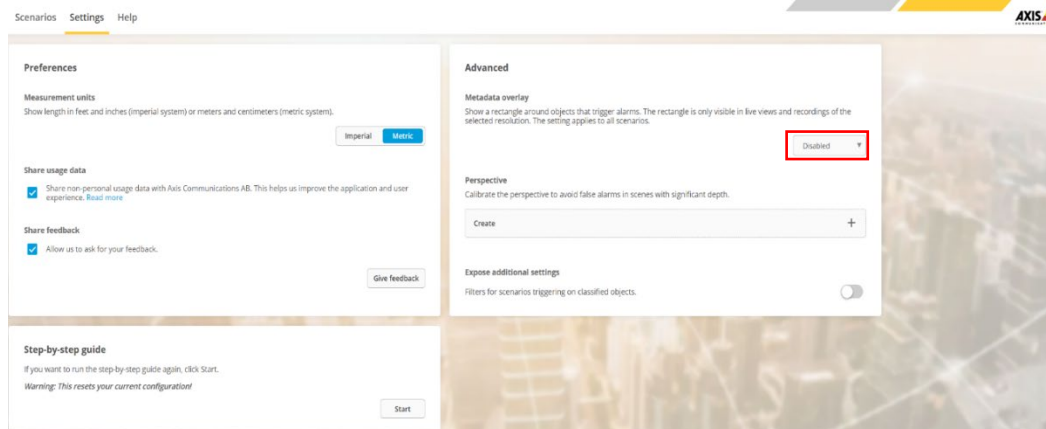 Scenarios Settings Help
AXIS
COMMUNICATIONS
Preferences
Measurement units
Show length in feet and inches (imperial system) or meters and centimeters (metric system).
Imperial Metric
Share usage data
Share non-personal usage data with Axis Communications AB. This helps us improve the application and user
experience. Read more
Share feedback
Allow us to ask for your feedback.
Give feedback
Advanced
Metadata overlay
Show a rectangle around objects that trigger alarms. The rectangle is only visible in live views and recordings of the
selected resolution. The setting applies to all scenarios.
Disabled
Perspective
Calibrate the perspective to avoid false alarms in scenes with significant depth.
Create +
Expose additional settings
Filters for scenarios triggering on classified objects.
Step-by-step guide
If you want to run the step-by-step guide again, click Start.
Warning: This resets your current configuration!
Start